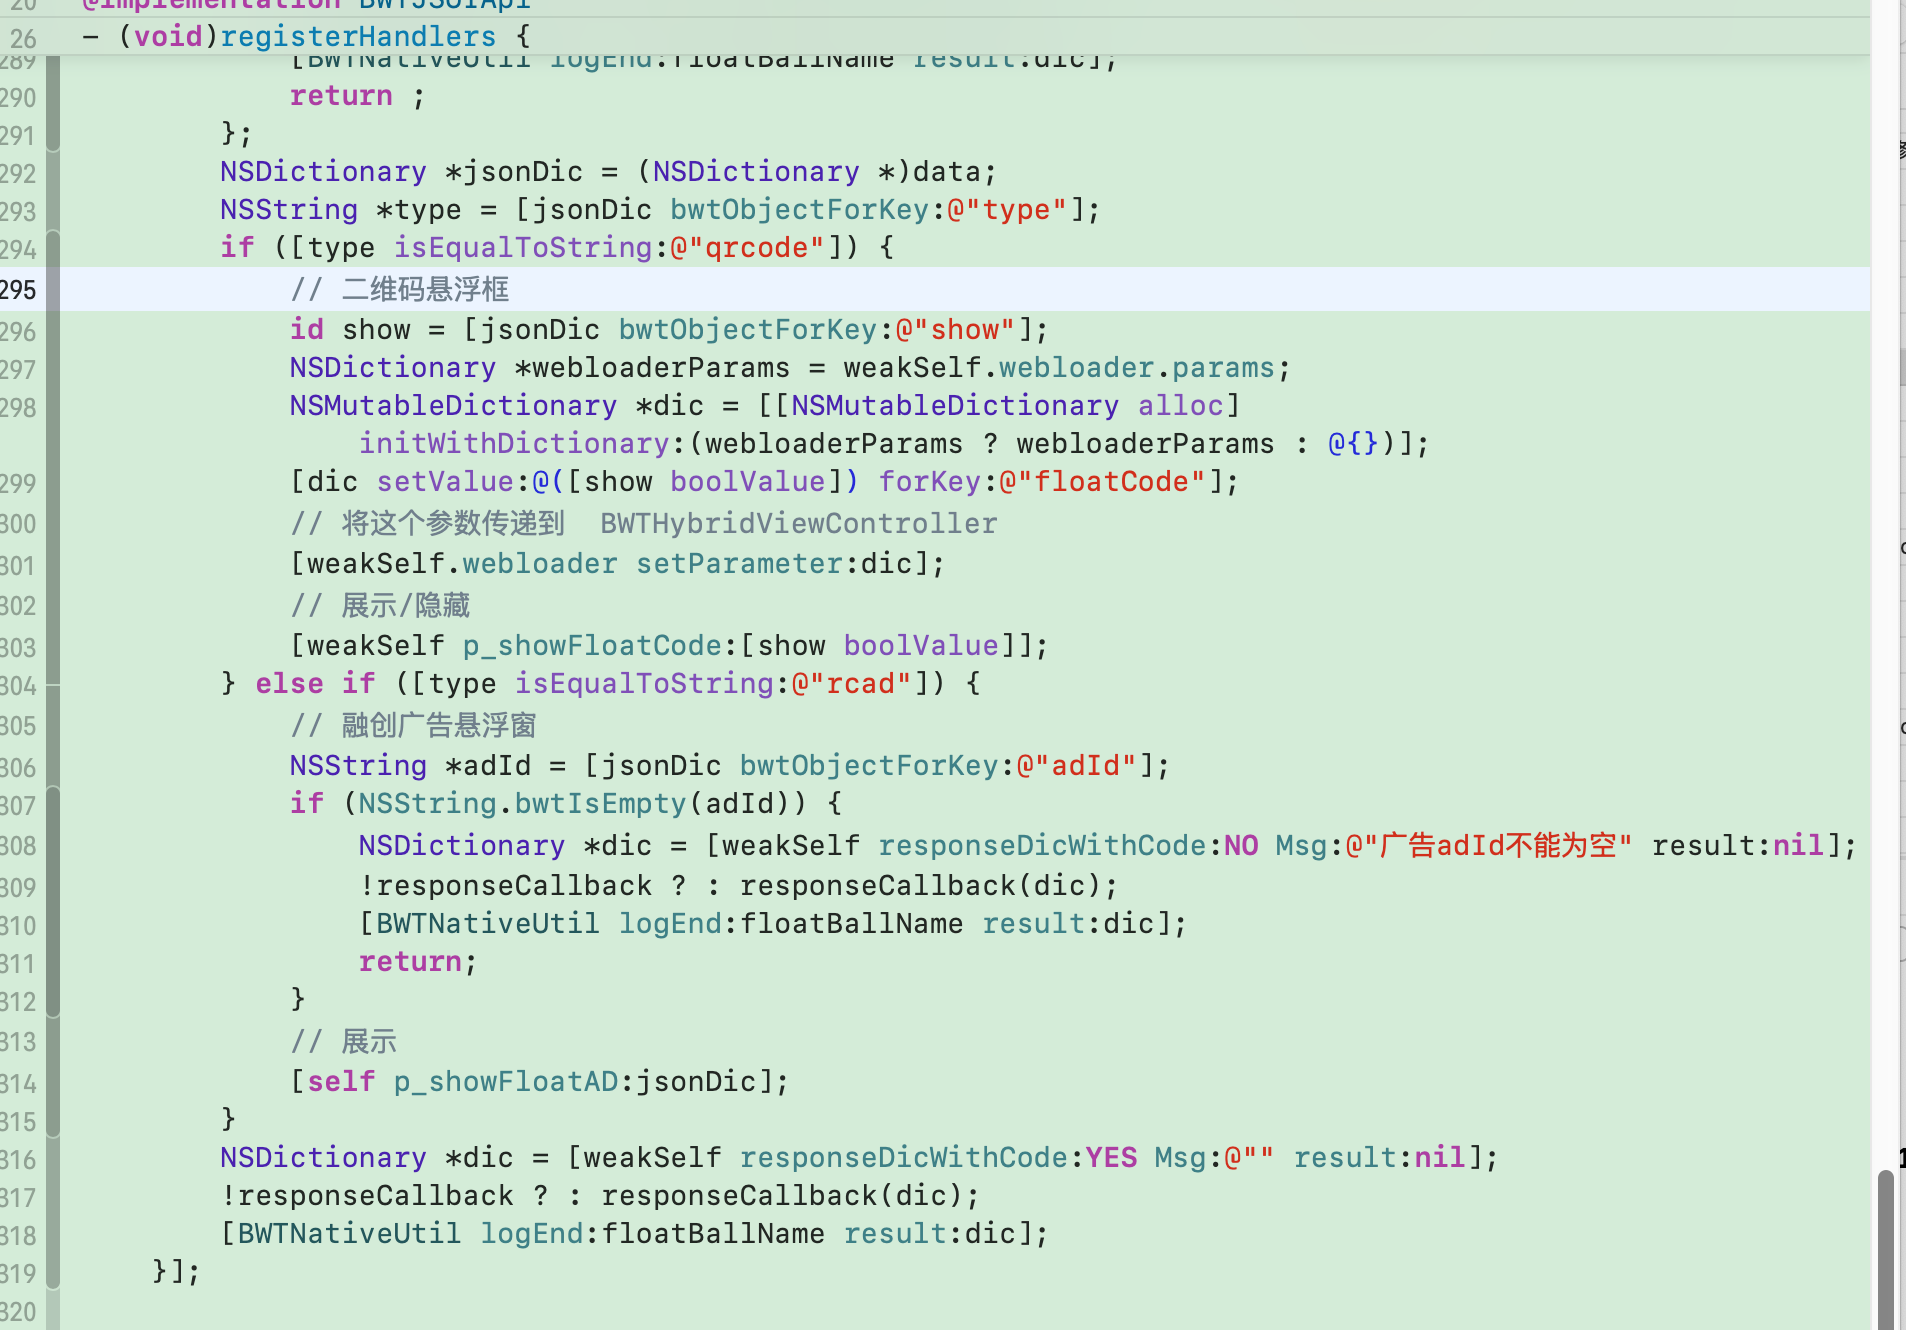 20 @implementation BWTJSUIApi
26 - (void)registerHandlers {
289 [BWTNativeUtil logEnd:floatBallName result:dic];
290 return ;
291 };
292 NSDictionary *jsonDic = (NSDictionary *)data;
293 NSString *type = [jsonDic bwtObjectForKey:@"type"];
294 if ([type isEqualToString:@"qrcode"]) {
295 // 二维码悬浮框
296 id show = [jsonDic bwtObjectForKey:@"show"];
297 NSDictionary *webloaderParams = weakSelf.webloader.params;
298 NSMutableDictionary *dic = [[NSMutableDictionary alloc]
initWithDictionary:(webloaderParams ? webloaderParams : @{})];
299 [dic setValue:@([show boolValue]) forKey:@"floatCode"];
300 // 将这个参数传递到  BWTHybridViewController
301 [weakSelf.webloader setParameter:dic];
302 // 展示/隐藏
303 [weakSelf p_showFloatCode:[show boolValue]];
304 } else if ([type isEqualToString:@"rcad"]) {
305 // 融创广告悬浮窗
306 NSString *adId = [jsonDic bwtObjectForKey:@"adId"];
307 if (NSString.bwtIsEmpty(adId)) {
308 NSDictionary *dic = [weakSelf responseDicWithCode:NO Msg:@"广告adId不能为空" result:nil];
309 !responseCallback ? : responseCallback(dic);
310 [BWTNativeUtil logEnd:floatBallName result:dic];
311 return;
312 }
313 // 展示
314 [self p_showFloatAD:jsonDic];
315 }
316 NSDictionary *dic = [weakSelf responseDicWithCode:YES Msg:@"" result:nil];
317 !responseCallback ? : responseCallback(dic);
318 [BWTNativeUtil logEnd:floatBallName result:dic];
319 }];
320